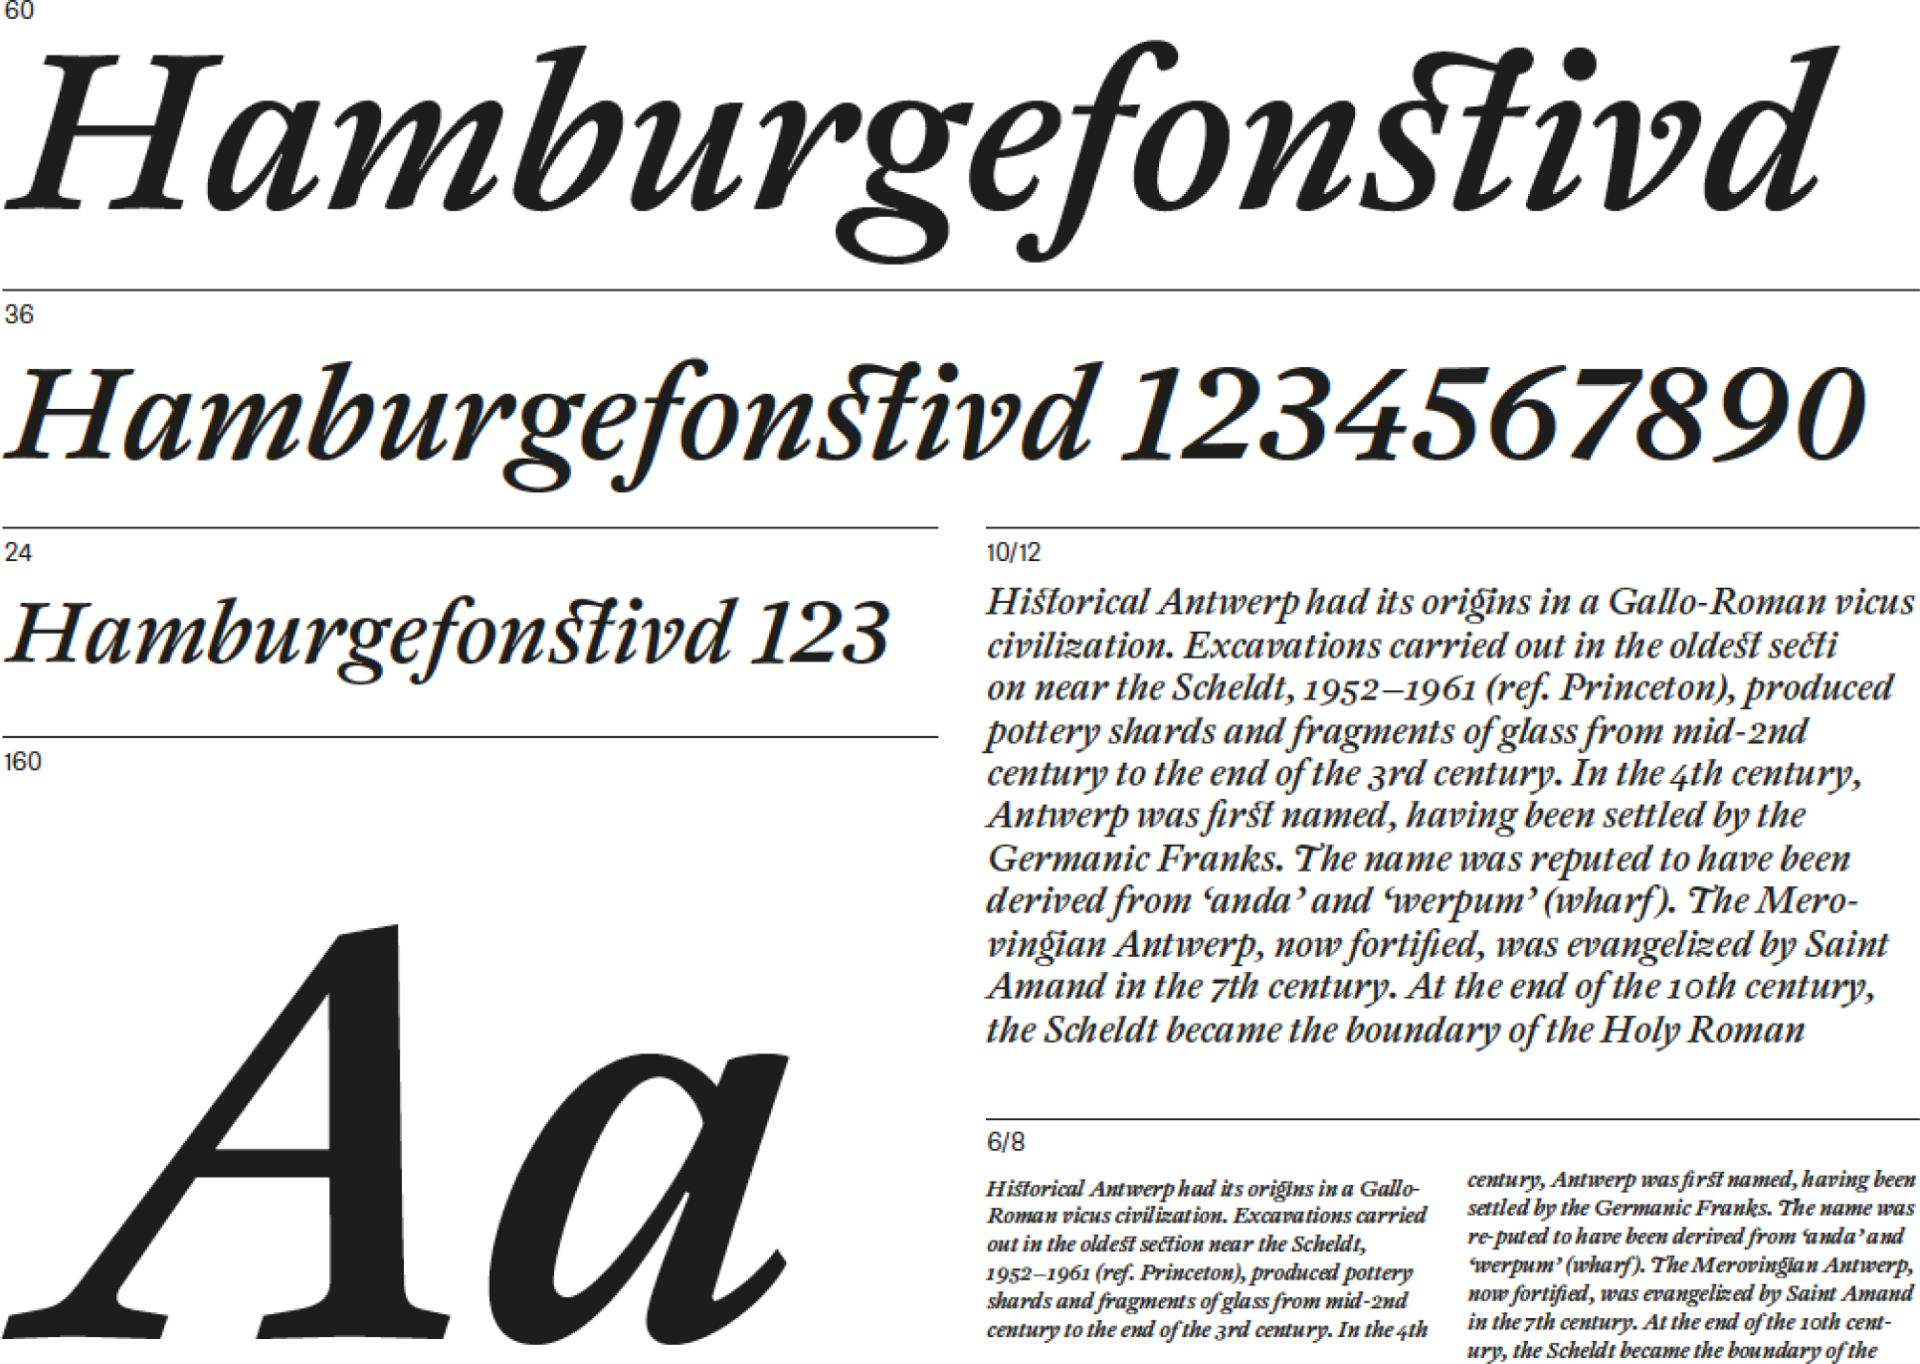 60
Hamburgefonstivd
36
Hamburgefonstivd 1234567890
24
Hamburgefonstivd 123
160
Aa
10/12
Historical Antwerp had its origins in a Gallo-Roman vicus
civilization. Excavations carried out in the oldest secti
on near the Scheldt, 1952–1961 (ref. Princeton), produced
pottery shards and fragments of glass from mid-2nd
century to the end of the 3rd century. In the 4th century,
Antwerp was first named, having been settled by the
Germanic Franks. The name was reputed to have been
derived from ‘anda’ and ‘werpum’ (wharf). The Mero-
vingian Antwerp, now fortified, was evangelized by Saint
Amand in the 7th century. At the end of the 10th century,
the Scheldt became the boundary of the Holy Roman
6/8
Historical Antwerp had its origins in a Gallo-
Roman vicus civilization. Excavations carried
out in the oldest section near the Scheldt,
1952–1961 (ref. Princeton), produced pottery
shards and fragments of glass from mid-2nd
century to the end of the 3rd century. In the 4th
century, Antwerp was first named, having been
settled by the Germanic Franks. The name was
re-puted to have been derived from ‘anda’ and
‘werpum’ (wharf). The Merovingian Antwerp,
now fortified, was evangelized by Saint Amand
in the 7th century. At the end of the 10th cent-
ury, the Scheldt became the boundary of the